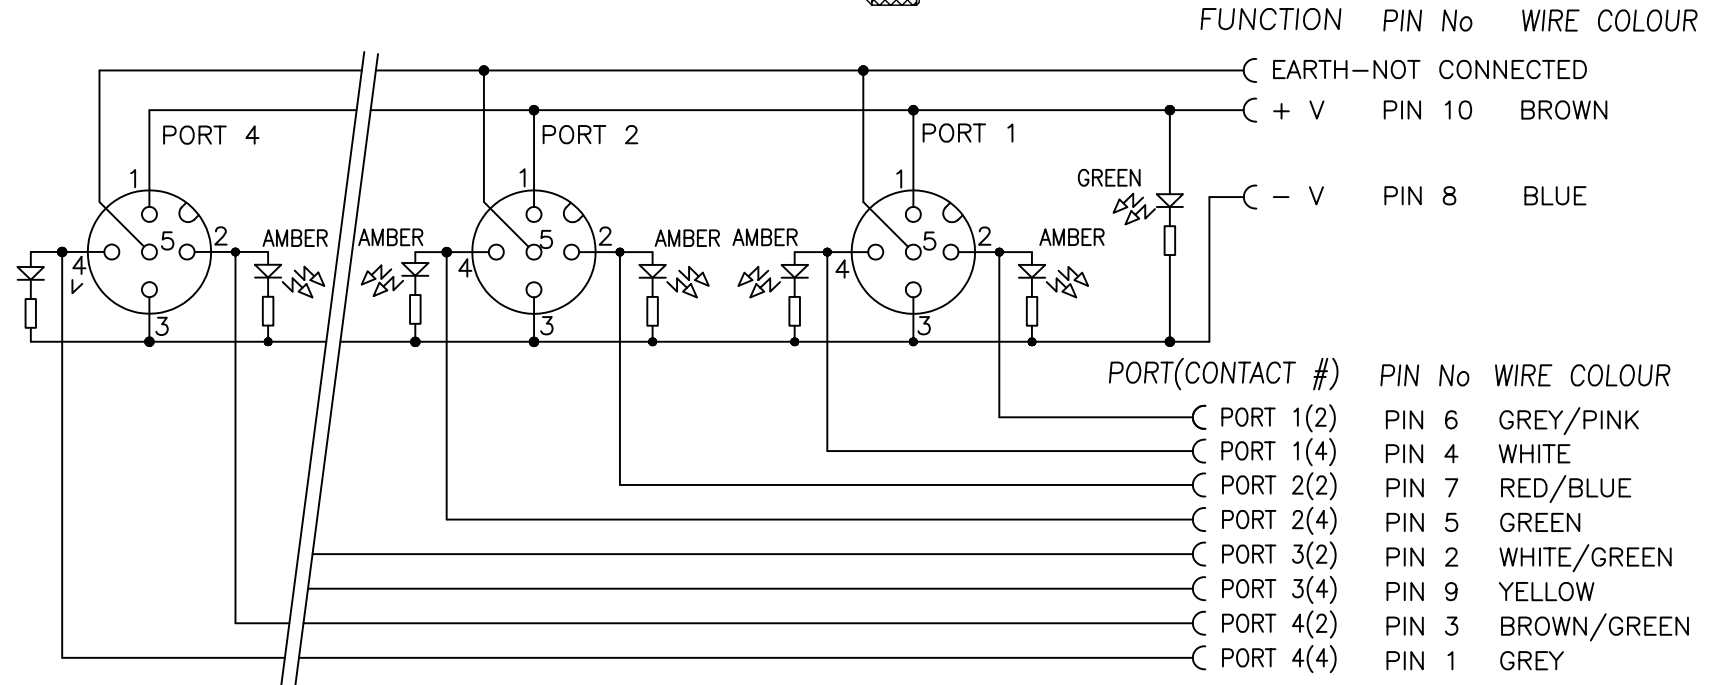 FUNCTION PIN No WIRE COLOUR
EARTH-NOT CONNECTED
+ V PIN 10 BROWN
PORT 4 PORT 2 PORT 1
1 1 1 GREEN
- V PIN 8 BLUE
5 2 AMBER AMBER 5 2 AMBER AMBER 5 2 AMBER
4 4 4
3 3 3
PORT(CONTACT #) PIN No WIRE COLOUR
PORT 1(2) PIN 6 GREY/PINK
PORT 1(4) PIN 4 WHITE
PORT 2(2) PIN 7 RED/BLUE
PORT 2(4) PIN 5 GREEN
PORT 3(2) PIN 2 WHITE/GREEN
PORT 3(4) PIN 9 YELLOW
PORT 4(2) PIN 3 BROWN/GREEN
PORT 4(4) PIN 1 GREY